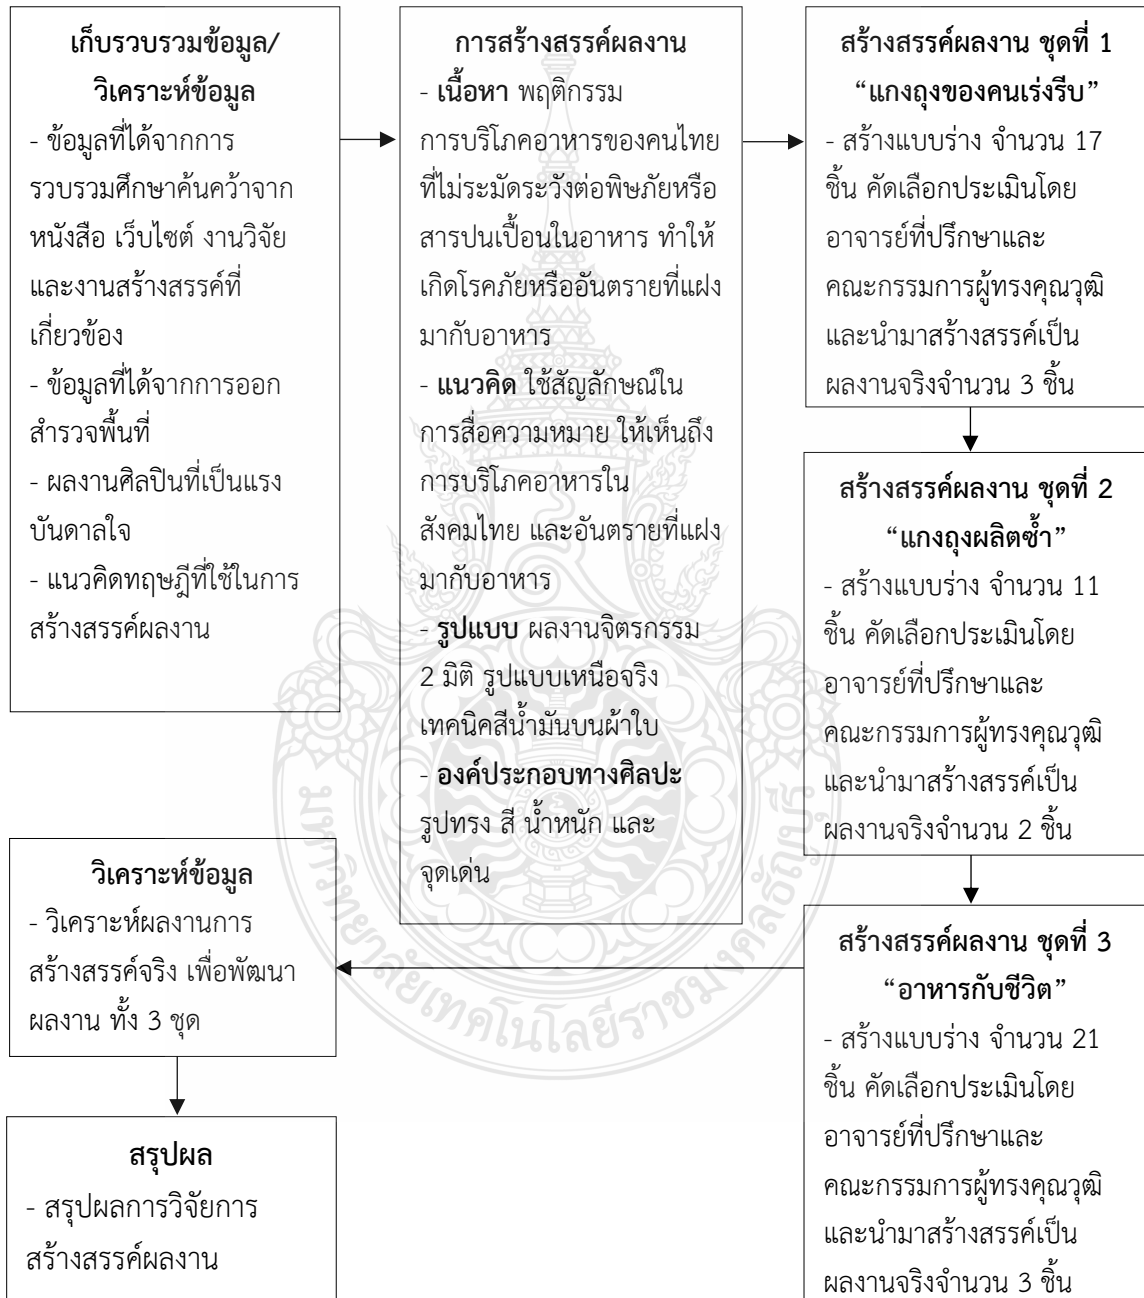 เก็บรวบรวมข้อมูล/
วิเคราะห์ข้อมูล
- ข้อมูลที่ได้จากการ
รวบรวมศึกษาค้นคว้าจาก
หนังสือ เว็บไซต์ งานวิจัย
และงานสร้างสรรค์ที่
เกี่ยวข้อง
- ข้อมูลที่ได้จากการออก
สำรวจพื้นที่
- ผลงานศิลปินที่เป็นแรง
บันดาลใจ
- แนวคิดทฤษฎีที่ใช้ในการ
สร้างสรรค์ผลงาน
การสร้างสรรค์ผลงาน
- เนื้อหา พฤติกรรม
การบริโภคอาหารของคนไทย
ที่ไม่ระมัดระวังต่อพิษภัยหรือ
สารปนเปื้อนในอาหาร ทำให้
เกิดโรคภัยหรืออันตรายที่แฝง
มากับอาหาร
- แนวคิด ใช้สัญลักษณ์ใน
การสื่อความหมาย ให้เห็นถึง
การบริโภคอาหารใน
สังคมไทย และอันตรายที่แฝง
มากับอาหาร
- รูปแบบ ผลงานจิตรกรรม
2 มิติ รูปแบบเหนือจริง
เทคนิคสีน้ำมันบนผ้าใบ
- องค์ประกอบทางศิลปะ
รูปทรง สี น้ำหนัก และ
จุดเด่น
สร้างสรรค์ผลงาน ชุดที่ 1
“แกงถุงของคนเร่งรีบ”
- สร้างแบบร่าง จำนวน 17
ชิ้น คัดเลือกประเมินโดย
อาจารย์ที่ปรึกษาและ
คณะกรรมการผู้ทรงคุณวุฒิ
และนำมาสร้างสรรค์เป็น
ผลงานจริงจำนวน 3 ชิ้น
สร้างสรรค์ผลงาน ชุดที่ 2
“แกงถุงผลิตซ้ำ”
- สร้างแบบร่าง จำนวน 11
ชิ้น คัดเลือกประเมินโดย
อาจารย์ที่ปรึกษาและ
คณะกรรมการผู้ทรงคุณวุฒิ
และนำมาสร้างสรรค์เป็น
ผลงานจริงจำนวน 2 ชิ้น
สร้างสรรค์ผลงาน ชุดที่ 3
“อาหารกับชีวิต”
- สร้างแบบร่าง จำนวน 21
ชิ้น คัดเลือกประเมินโดย
อาจารย์ที่ปรึกษาและ
คณะกรรมการผู้ทรงคุณวุฒิ
และนำมาสร้างสรรค์เป็น
ผลงานจริงจำนวน 3 ชิ้น
วิเคราะห์ข้อมูล
- วิเคราะห์ผลงานการ
สร้างสรรค์จริง เพื่อพัฒนา
ผลงาน ทั้ง 3 ชุด
สรุปผล
- สรุปผลการวิจัยการ
สร้างสรรค์ผลงาน
มหาวิทยาลัยเทคโนโลยีราชมงคลธัญบุรี